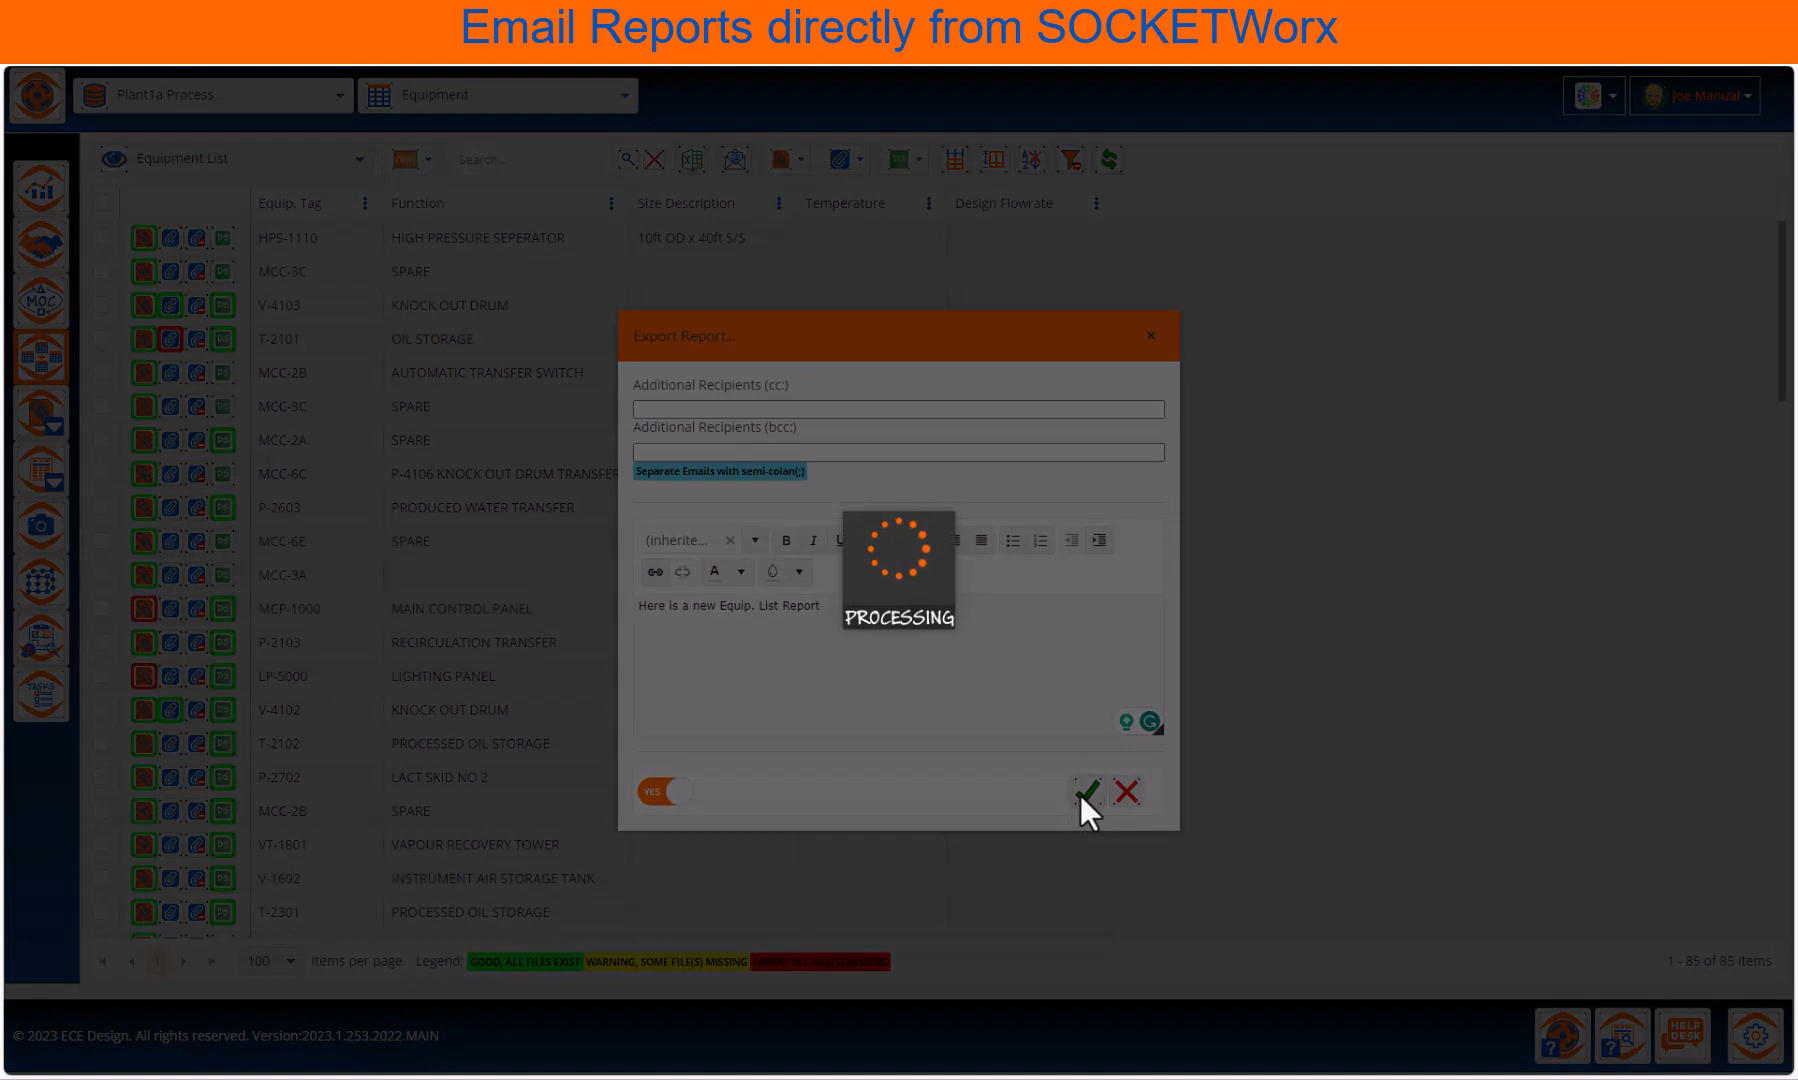 Email Reports directly from SOCKETWorx
Plant1a Process...
Equipment
Joe Manual
Equipment List
VIEWS
Search...
Equip. Tag
Function
Size Description
Temperature
Design Flowrate
HPS-1110 HIGH PRESSURE SEPERATOR 10ft OD x 40ft S/S
MCC-3C SPARE
V-4103 KNOCK OUT DRUM
MOC
T-2101 OIL STORAGE
MCC-2B AUTOMATIC TRANSFER SWITCH
MCC-3C SPARE
MCC-2A SPARE
MCC-6C P-4106 KNOCK OUT DRUM TRANSFER
P-2603 PRODUCED WATER TRANSFER
MCC-6E SPARE
MCC-3A
MCP-1000 MAIN CONTROL PANEL
P-2103 RECIRCULATION TRANSFER
LP-5000 LIGHTING PANEL
TASKS
V-4102 KNOCK OUT DRUM
T-2102 PROCESSED OIL STORAGE
P-2702 LACT SKID NO 2
MCC-2B SPARE
VT-1801 VAPOUR RECOVERY TOWER
V-1602 INSTRUMENT AIR STORAGE TANK
T-2301 PROCESSED OIL STORAGE
Export Report...
Additional Recipients (cc:)
Additional Recipients (bcc:)
Separate Emails with semi-colan(;)
(inherite...
B I U
A
Here is a new Equip. List Report
PROCESSING
YES
1
100
items per page
Legend:
GOOD, ALL FILES EXIST
WARNING, SOME FILE(S) MISSING
1 - 85 of 85 items
© 2023 ECE Design. All rights reserved. Version:2023.1.253.2022.MAIN
HELP
DESK